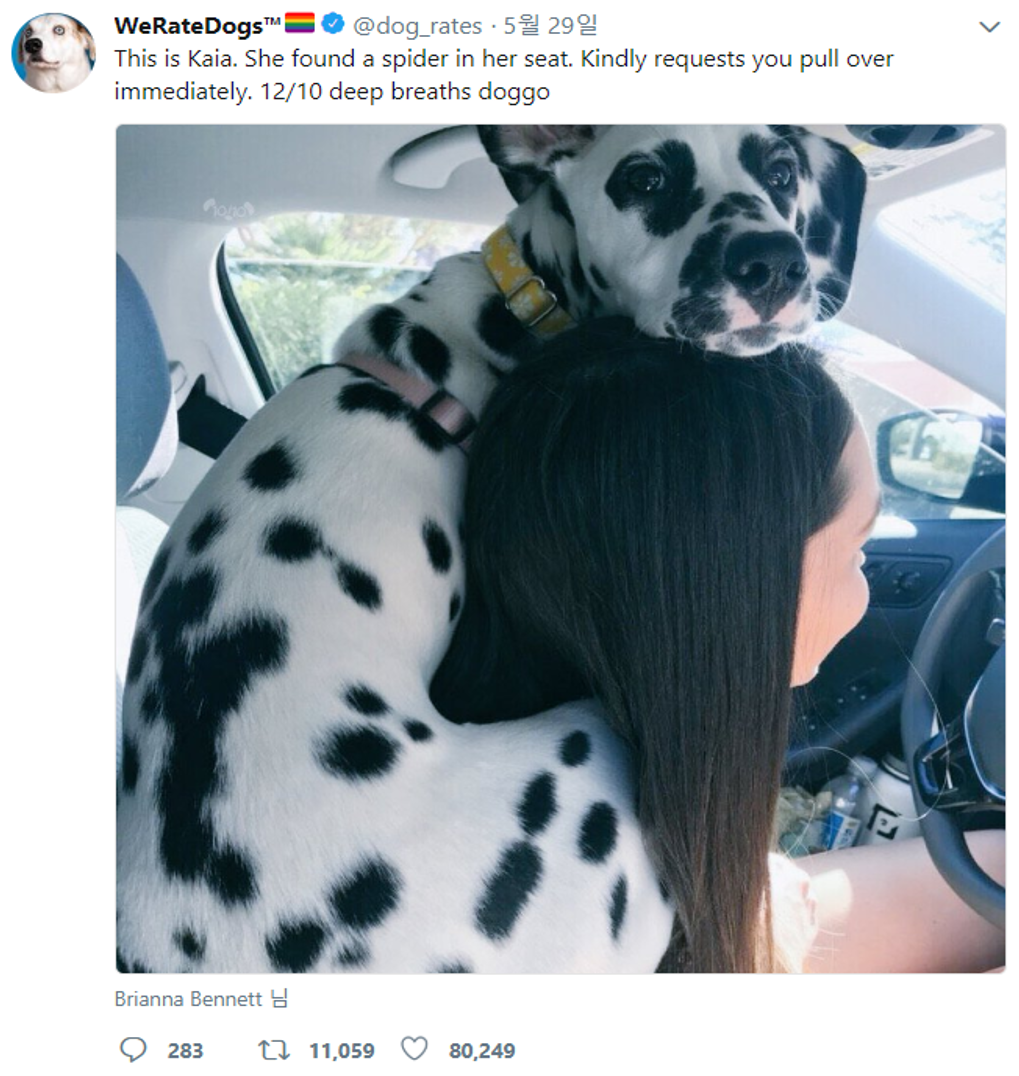 WeRateDogs™🏳️‍🌈 @dog_rates · 5월 29일
This is Kaia. She found a spider in her seat. Kindly requests you pull over
immediately. 12/10 deep breaths doggo
Brianna Bennett 님
283 11,059 80,249